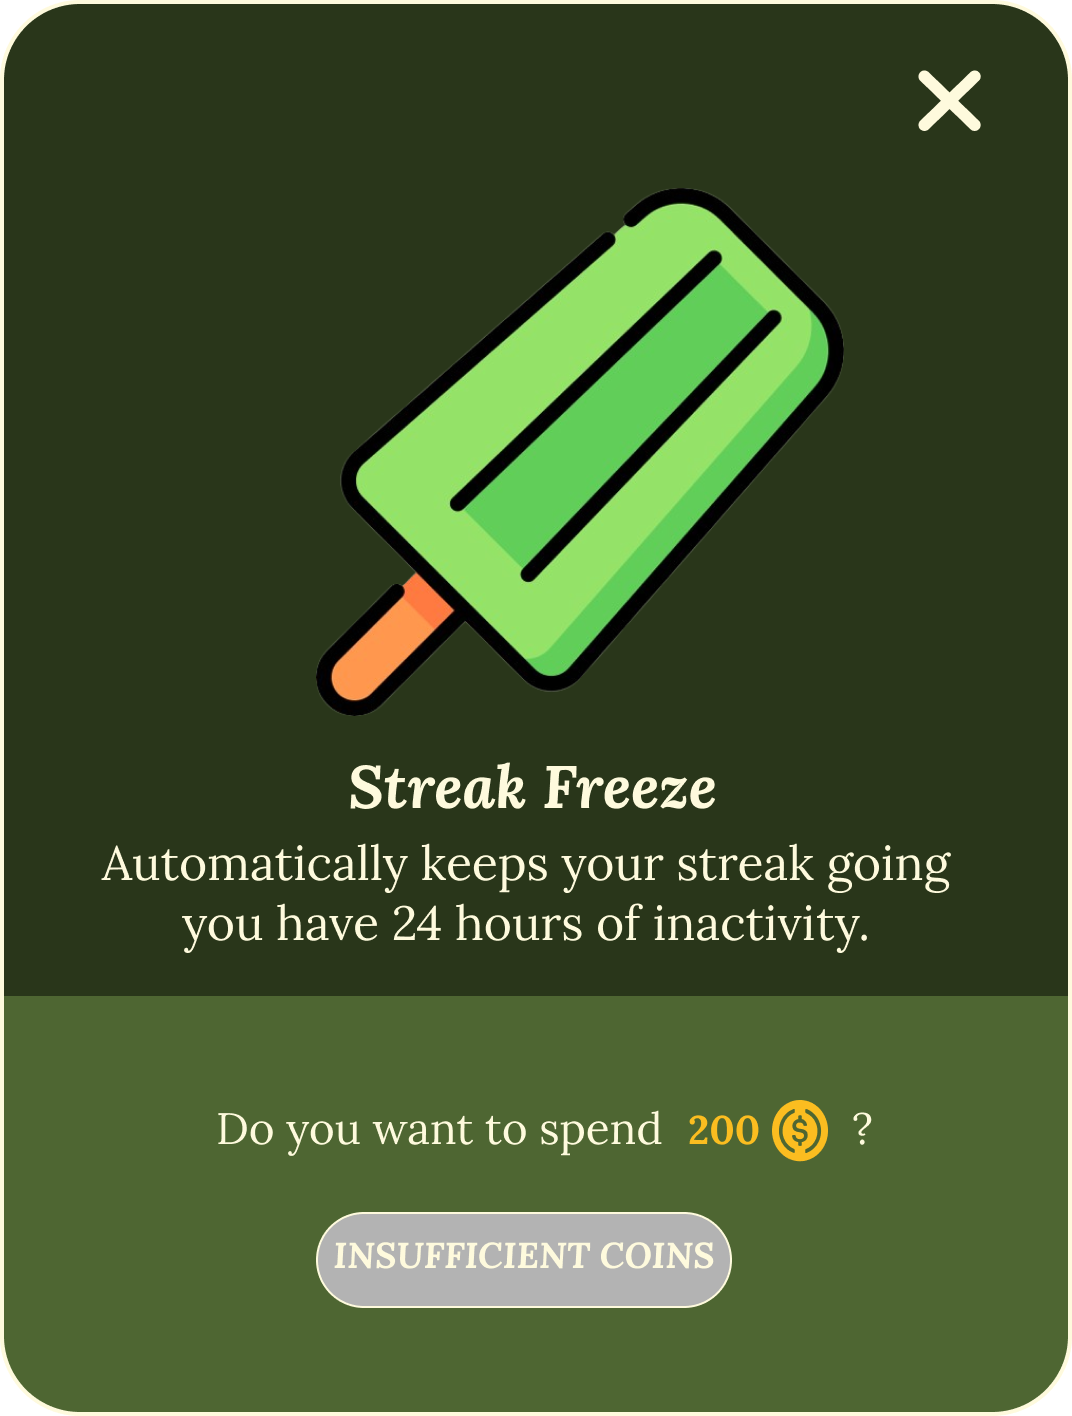 Streak Freeze
Automatically keeps your streak going
you have 24 hours of inactivity.
Do you want to spend 200 $ ?
INSUFFICIENT COINS